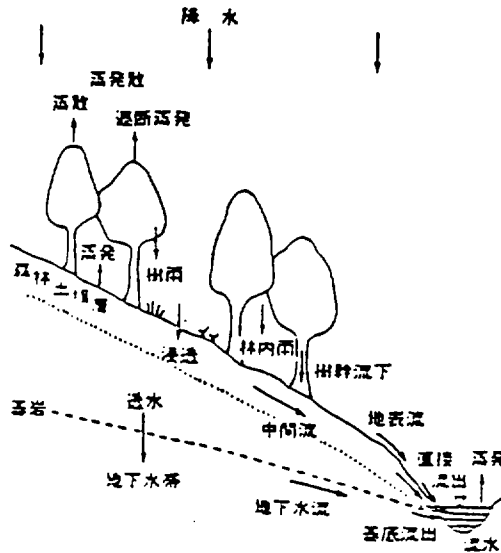 降水
蒸発散
蒸散
遮断蒸発
蒸発
樹雨
森林土壌層
浸透
林内雨
樹幹流下
透水
基岩
中間流
地表流
直接流出
蒸発
地下水帯
地下水流
基底流出
流水